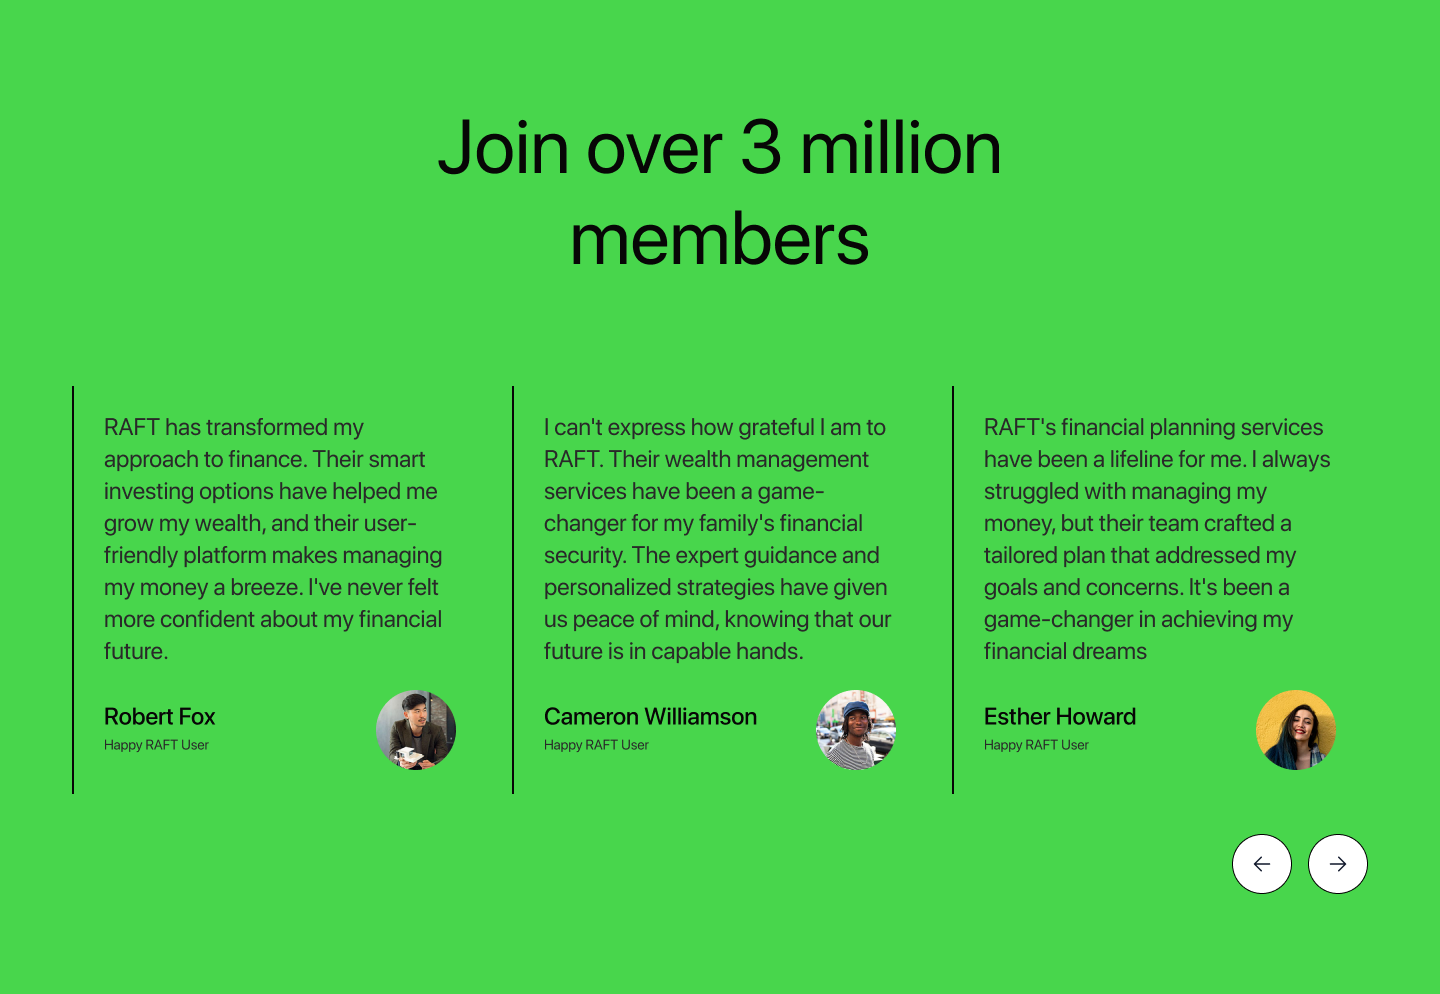 Join over 3 million
members
RAFT has transformed my
approach to finance. Their smart
investing options have helped me
grow my wealth, and their user-
friendly platform makes managing
my money a breeze. I've never felt
more confident about my financial
future.
Robert Fox
Happy RAFT User
I can't express how grateful I am to
RAFT. Their wealth management
services have been a game-
changer for my family's financial
security. The expert guidance and
personalized strategies have given
us peace of mind, knowing that our
future is in capable hands.
Cameron Williamson
Happy RAFT User
RAFT's financial planning services
have been a lifeline for me. I always
struggled with managing my
money, but their team crafted a
tailored plan that addressed my
goals and concerns. It's been a
game-changer in achieving my
financial dreams
Esther Howard
Happy RAFT User